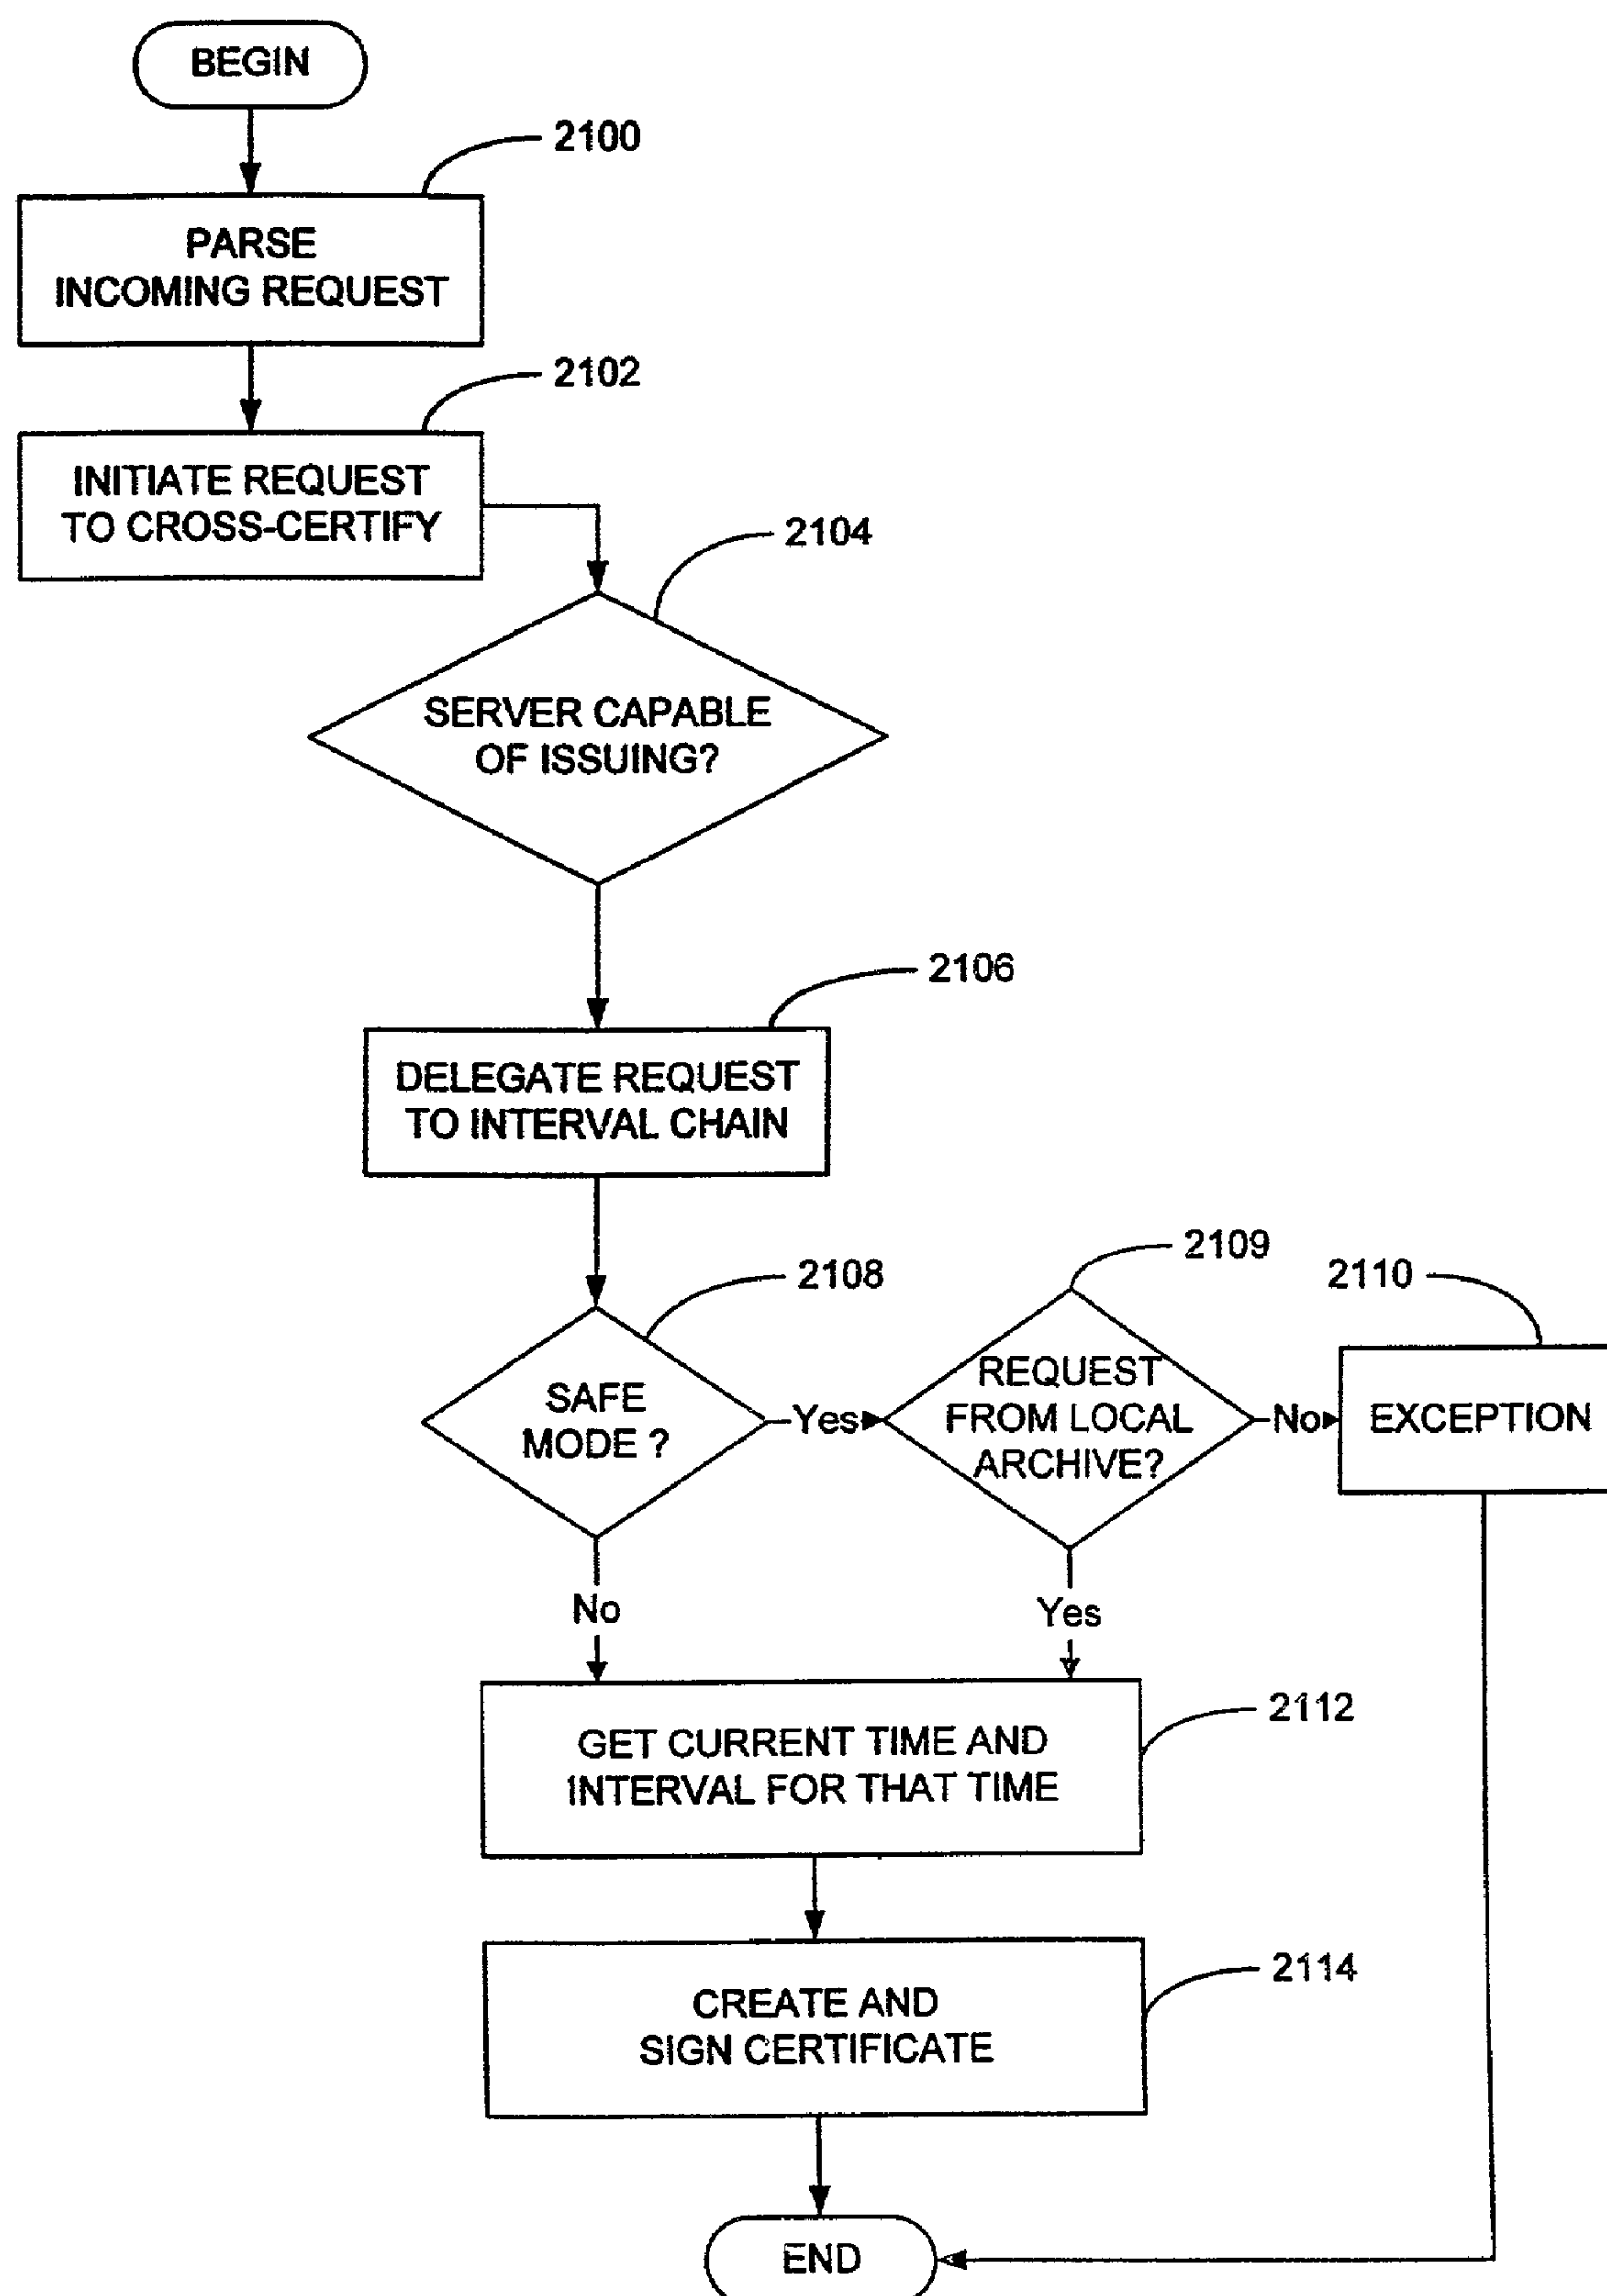 BEGIN
2100
PARSE
INCOMING REQUEST
2102
INITIATE REQUEST
TO CROSS-CERTIFY
2104
SERVER CAPABLE
OF ISSUING?
2106
DELEGATE REQUEST
TO INTERVAL CHAIN
2108
SAFE
MODE ?
Yes
2109
REQUEST
FROM LOCAL
ARCHIVE?
No
2110
EXCEPTION
No
Yes
2112
GET CURRENT TIME AND
INTERVAL FOR THAT TIME
2114
CREATE AND
SIGN CERTIFICATE
END